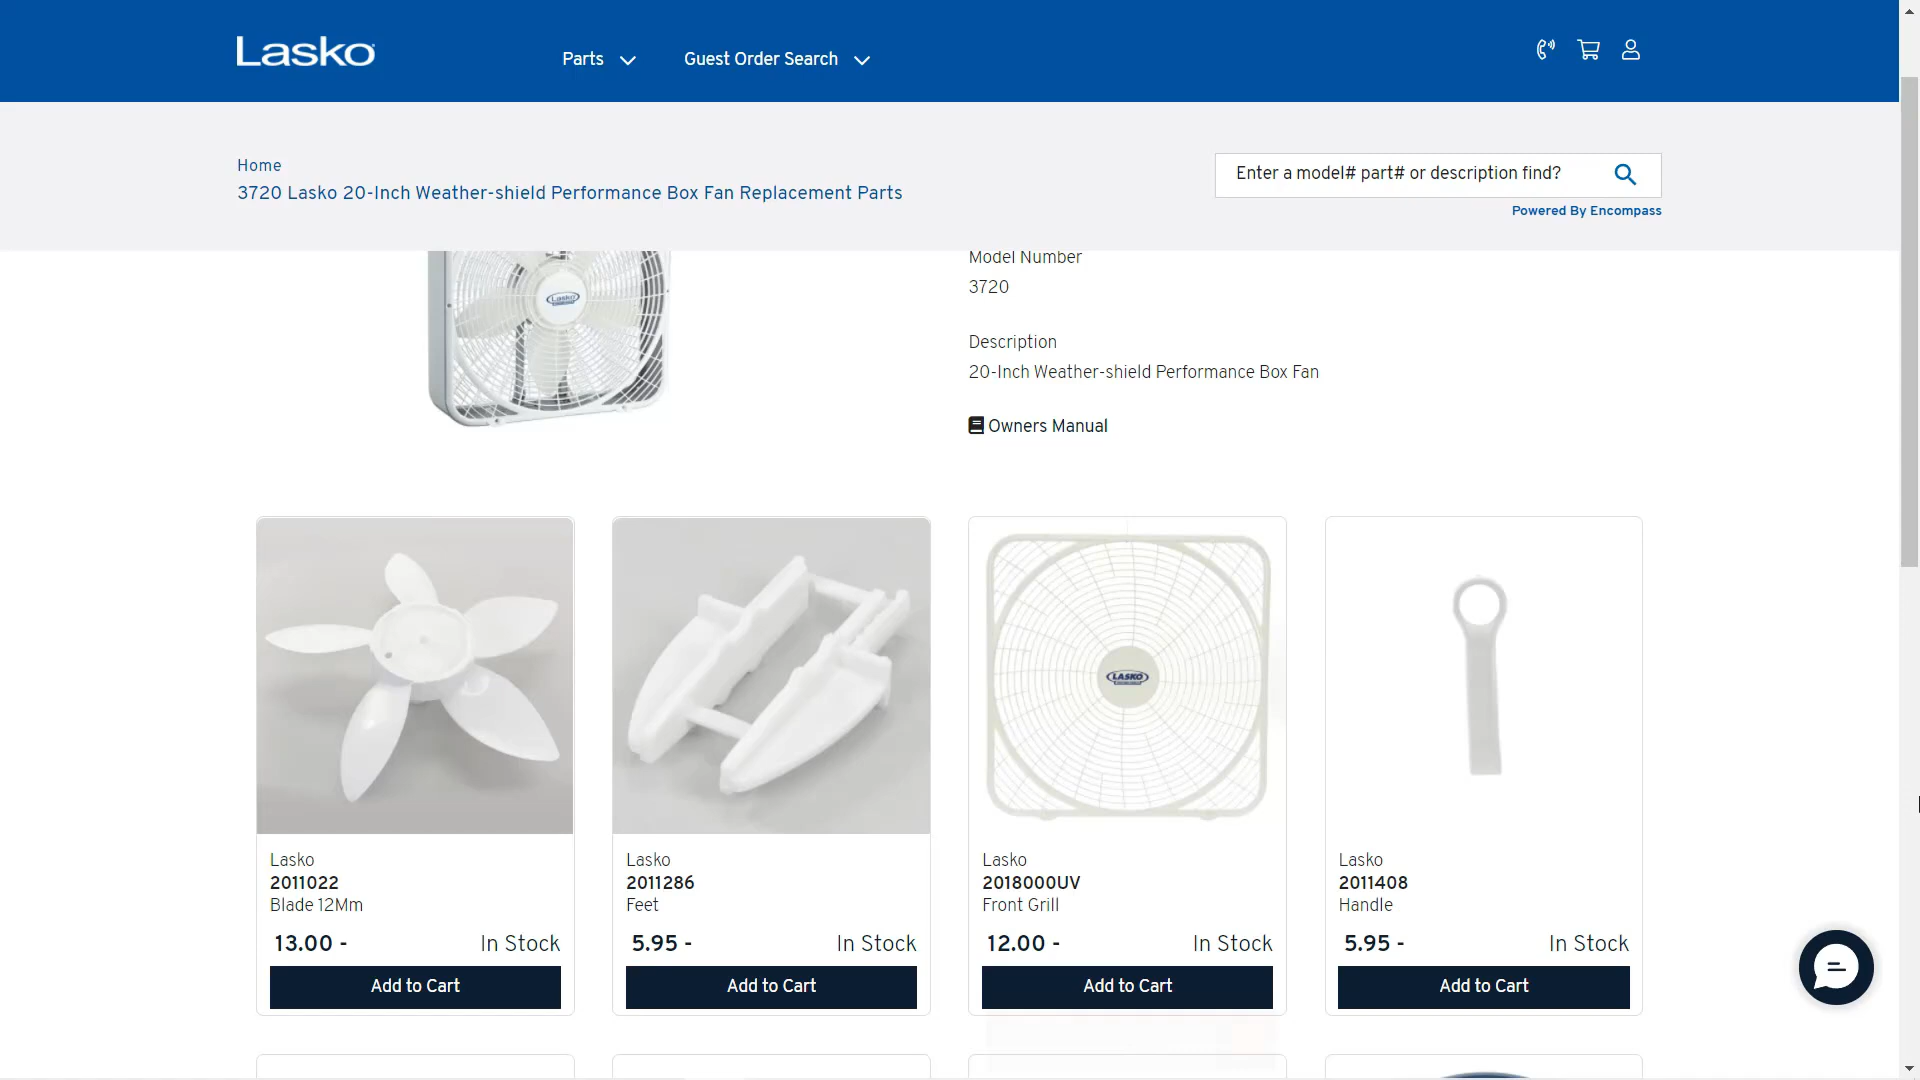 Lasko
Parts
Guest Order Search
Home
3720 Lasko 20-Inch Weather-shield Performance Box Fan Replacement Parts
Enter a model# part# or description find?
Powered By Encompass
Lasko
Model Number
3720
Description
20-Inch Weather-shield Performance Box Fan
Owners Manual
LASKO
Lasko
2011022
Blade 12Mm
13.00 -
In Stock
Add to Cart
Lasko
2011286
Feet
5.95 -
In Stock
Add to Cart
Lasko
2018000UV
Front Grill
12.00 -
In Stock
Add to Cart
Lasko
2011408
Handle
5.95 -
In Stock
Add to Cart